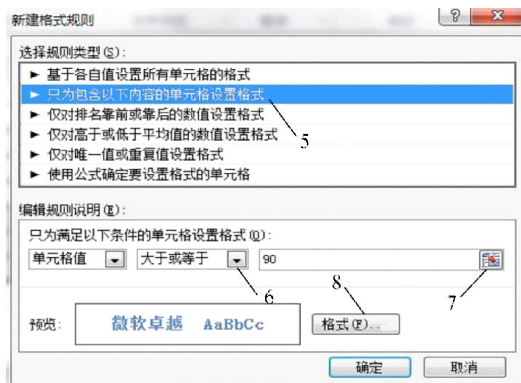 新建格式规则
选择规则类型(S):
► 基于各自值设置所有单元格的格式
► 只为包含以下内容的单元格设置格式
► 仅对排名靠前或靠后的数值设置格式
► 仅对高于或低于平均值的数值设置格式
► 仅对唯一值或重复值设置格式
► 使用公式确定要设置格式的单元格
5
编辑规则说明(E):
只为满足以下条件的单元格设置格式(O):
单元格值 大于或等于 90
6 8 7
预览: 微软卓越 AaBbCc 格式(F)...
确定 取消